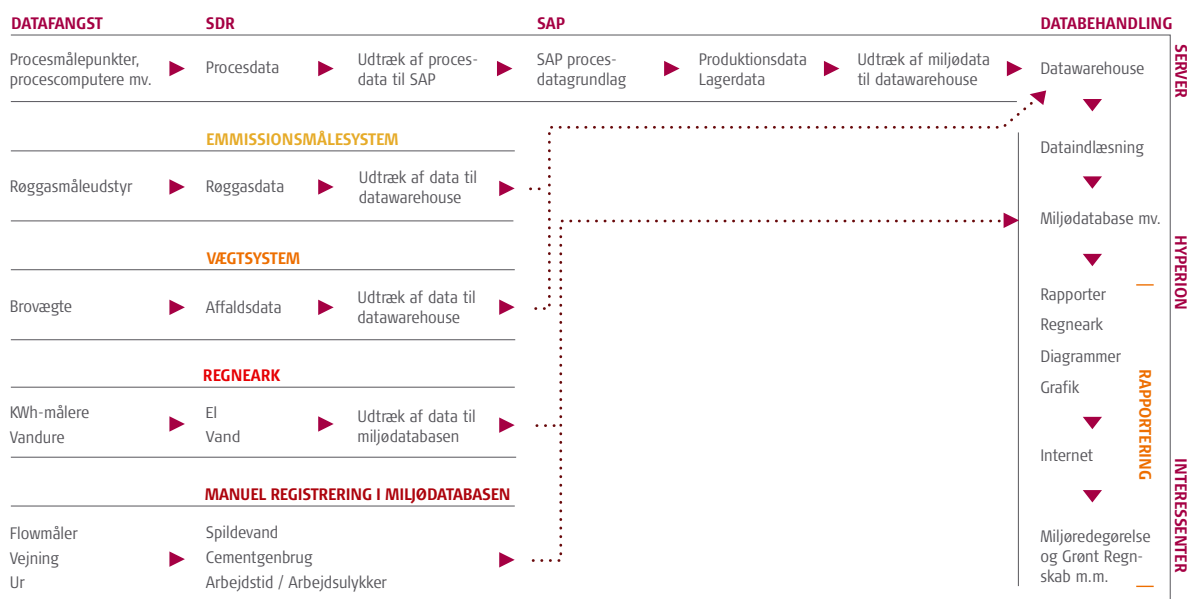 DATAFANGST
SDR
SAP
DATABEHANDLING
Procesmålepunkter,
procescomputere mv.
Procesdata
Udtræk af proces-
data til SAP
SAP proces-
datagrundlag
Produktionsdata
Lagerdata
Udtræk af miljødata
til datawarehouse
Datawarehouse
SERVER
EMMISSIONSMÅLESYSTEM
Røggasmåleudstyr
Røggasdata
Udtræk af data til
datawarehouse
Dataindlæsning
Miljødatabase mv.
VÆGTSYSTEM
Brovægte
Affaldsdata
Udtræk af data til
datawarehouse
HYPERION
Rapporter
Regneark
Diagrammer
Grafik
RAPPORTERING
REGNEARK
KWh-målere
Vandure
El
Vand
Udtræk af data til
miljødatabasen
Internet
MANUEL REGISTRERING I MILJØDATABASEN
Flowmåler
Vejning
Ur
Spildevand
Cementgenbrug
Arbejdstid / Arbejdsulykker
Miljøredegørelse
og Grønt Regn-
skab m.m.
INTERESSENTER